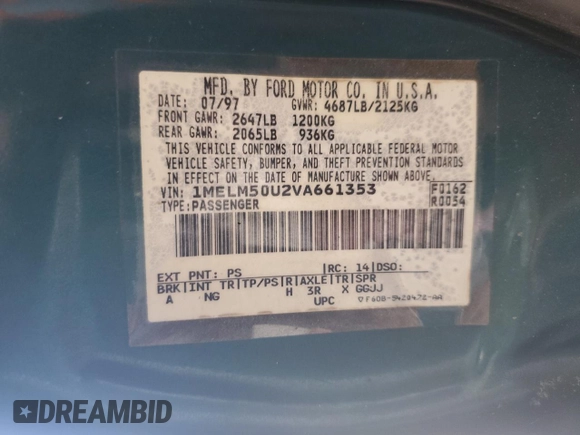 MFD. BY FORD MOTOR CO. IN U.S.A.
DATE: 07/97 GVWR: 4687LB/2125KG
FRONT GAWR: 2647LB 1200KG
REAR GAWR: 2065LB 936KG
THIS VEHICLE CONFORMS TO ALL APPLICABLE FEDERAL MOTOR
VEHICLE SAFETY, BUMPER, AND THEFT PREVENTION STANDARDS
IN EFFECT ON THE DATE OF MANUFACTURE SHOWN ABOVE.
VIN: 1MELM50U2VA661353 F0162
TYPE: PASSENGER R0054
EXT PNT: PS RC: 14 DSO:
BRK INT TR TP/PS R AXLE TR SPR
A NG H 3R X GGJJ
UPC
DREAMBID